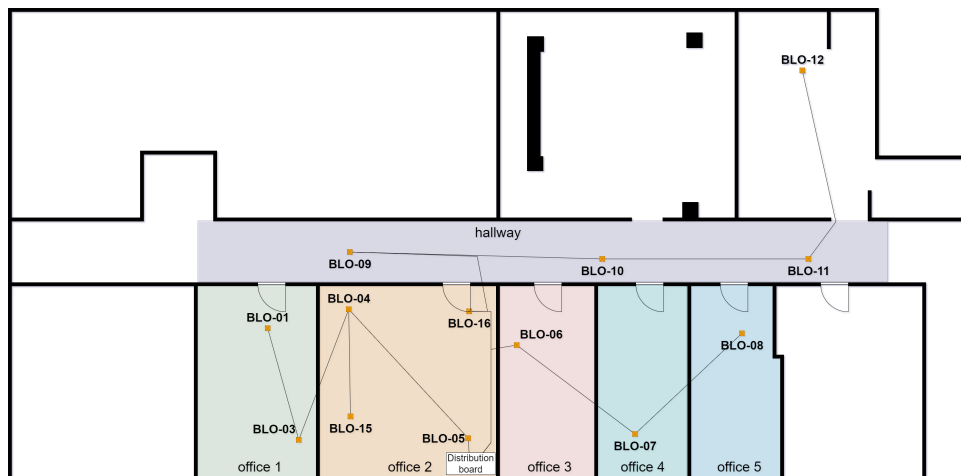 BLO-12
hallway
BLO-09
BLO-10
BLO-11
BLO-04
BLO-01
BLO-16
BLO-06
BLO-08
BLO-03
BLO-15
BLO-05
BLO-07
Distribution
board
office 1
office 2
office 3
office 4
office 5